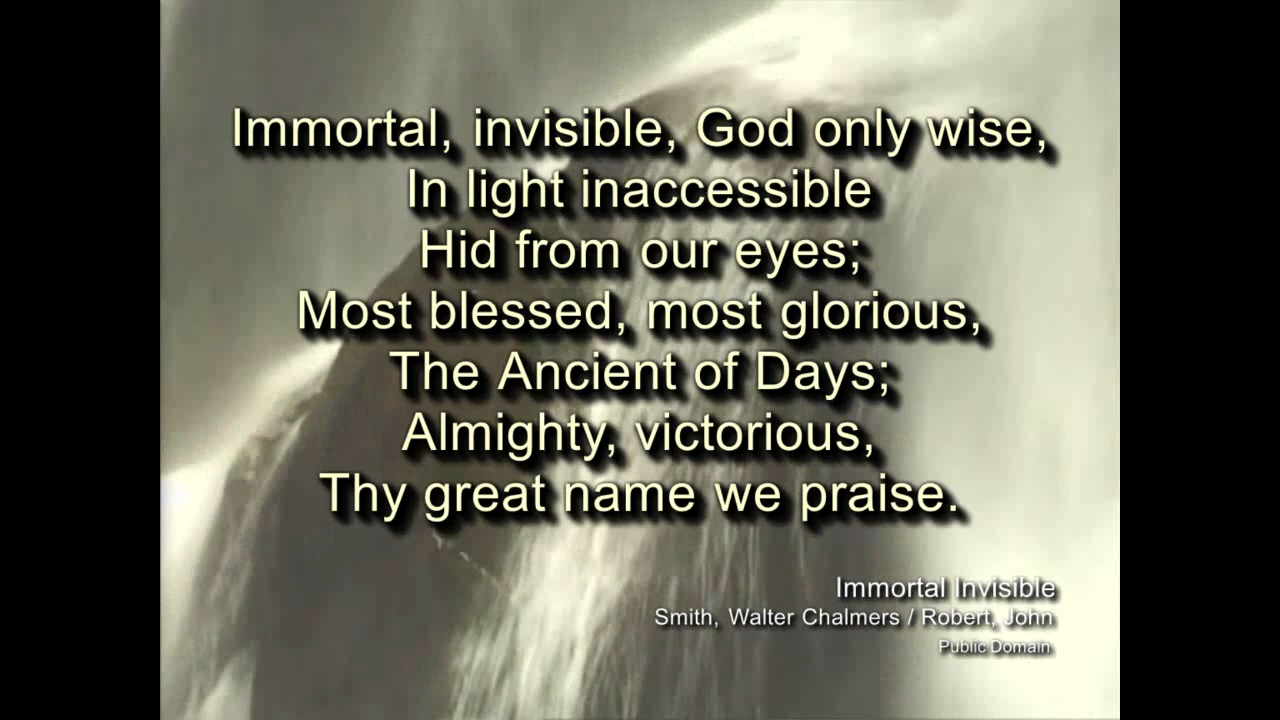 Immortal, invisible, God only wise,
In light inaccessible
Hid from our eyes;
Most blessed, most glorious,
The Ancient of Days;
Almighty, victorious,
Thy great name we praise.
Immortal Invisible
Smith, Walter Chalmers / Robert, John
Public Domain